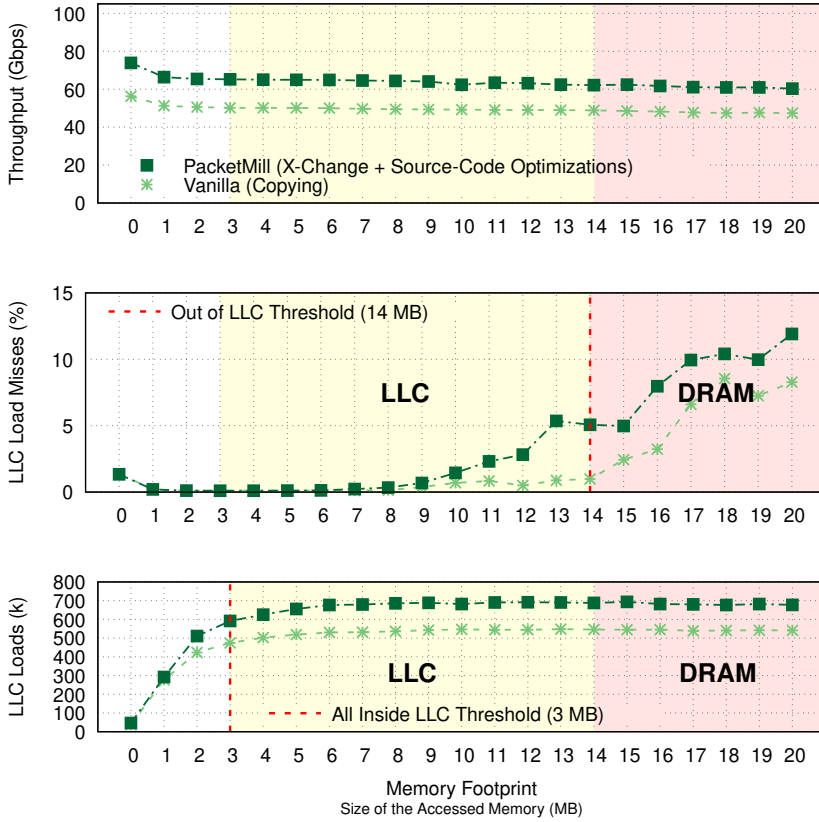 Throughput (Gbps)
100
80
60
40
20
0
PacketMill (X-Change + Source-Code Optimizations)
Vanilla (Copying)
0 1 2 3 4 5 6 7 8 9 10 11 12 13 14 15 16 17 18 19 20
LLC Load Misses (%)
15
10
5
0
Out of LLC Threshold (14 MB)
LLC
DRAM
0 1 2 3 4 5 6 7 8 9 10 11 12 13 14 15 16 17 18 19 20
LLC Loads (k)
800
700
600
500
400
300
200
100
0
LLC
DRAM
All Inside LLC Threshold (3 MB)
0 1 2 3 4 5 6 7 8 9 10 11 12 13 14 15 16 17 18 19 20
Memory Footprint
Size of the Accessed Memory (MB)